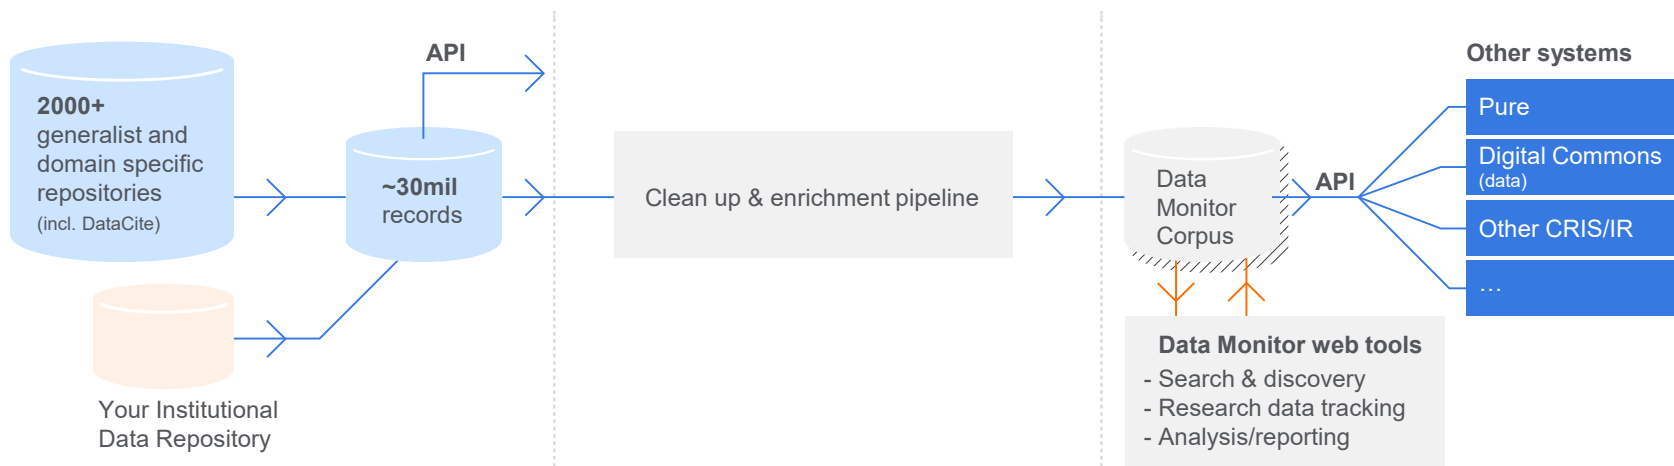 2000+
generalist and
domain specific
repositories
(incl. DataCite)
Your Institutional
Data Repository
API
~30mil
records
Clean up & enrichment pipeline
Data
Monitor
Corpus
API
Data Monitor web tools
- Search & discovery
- Research data tracking
- Analysis/reporting
Other systems
Pure
Digital Commons
(data)
Other CRIS/IR
…